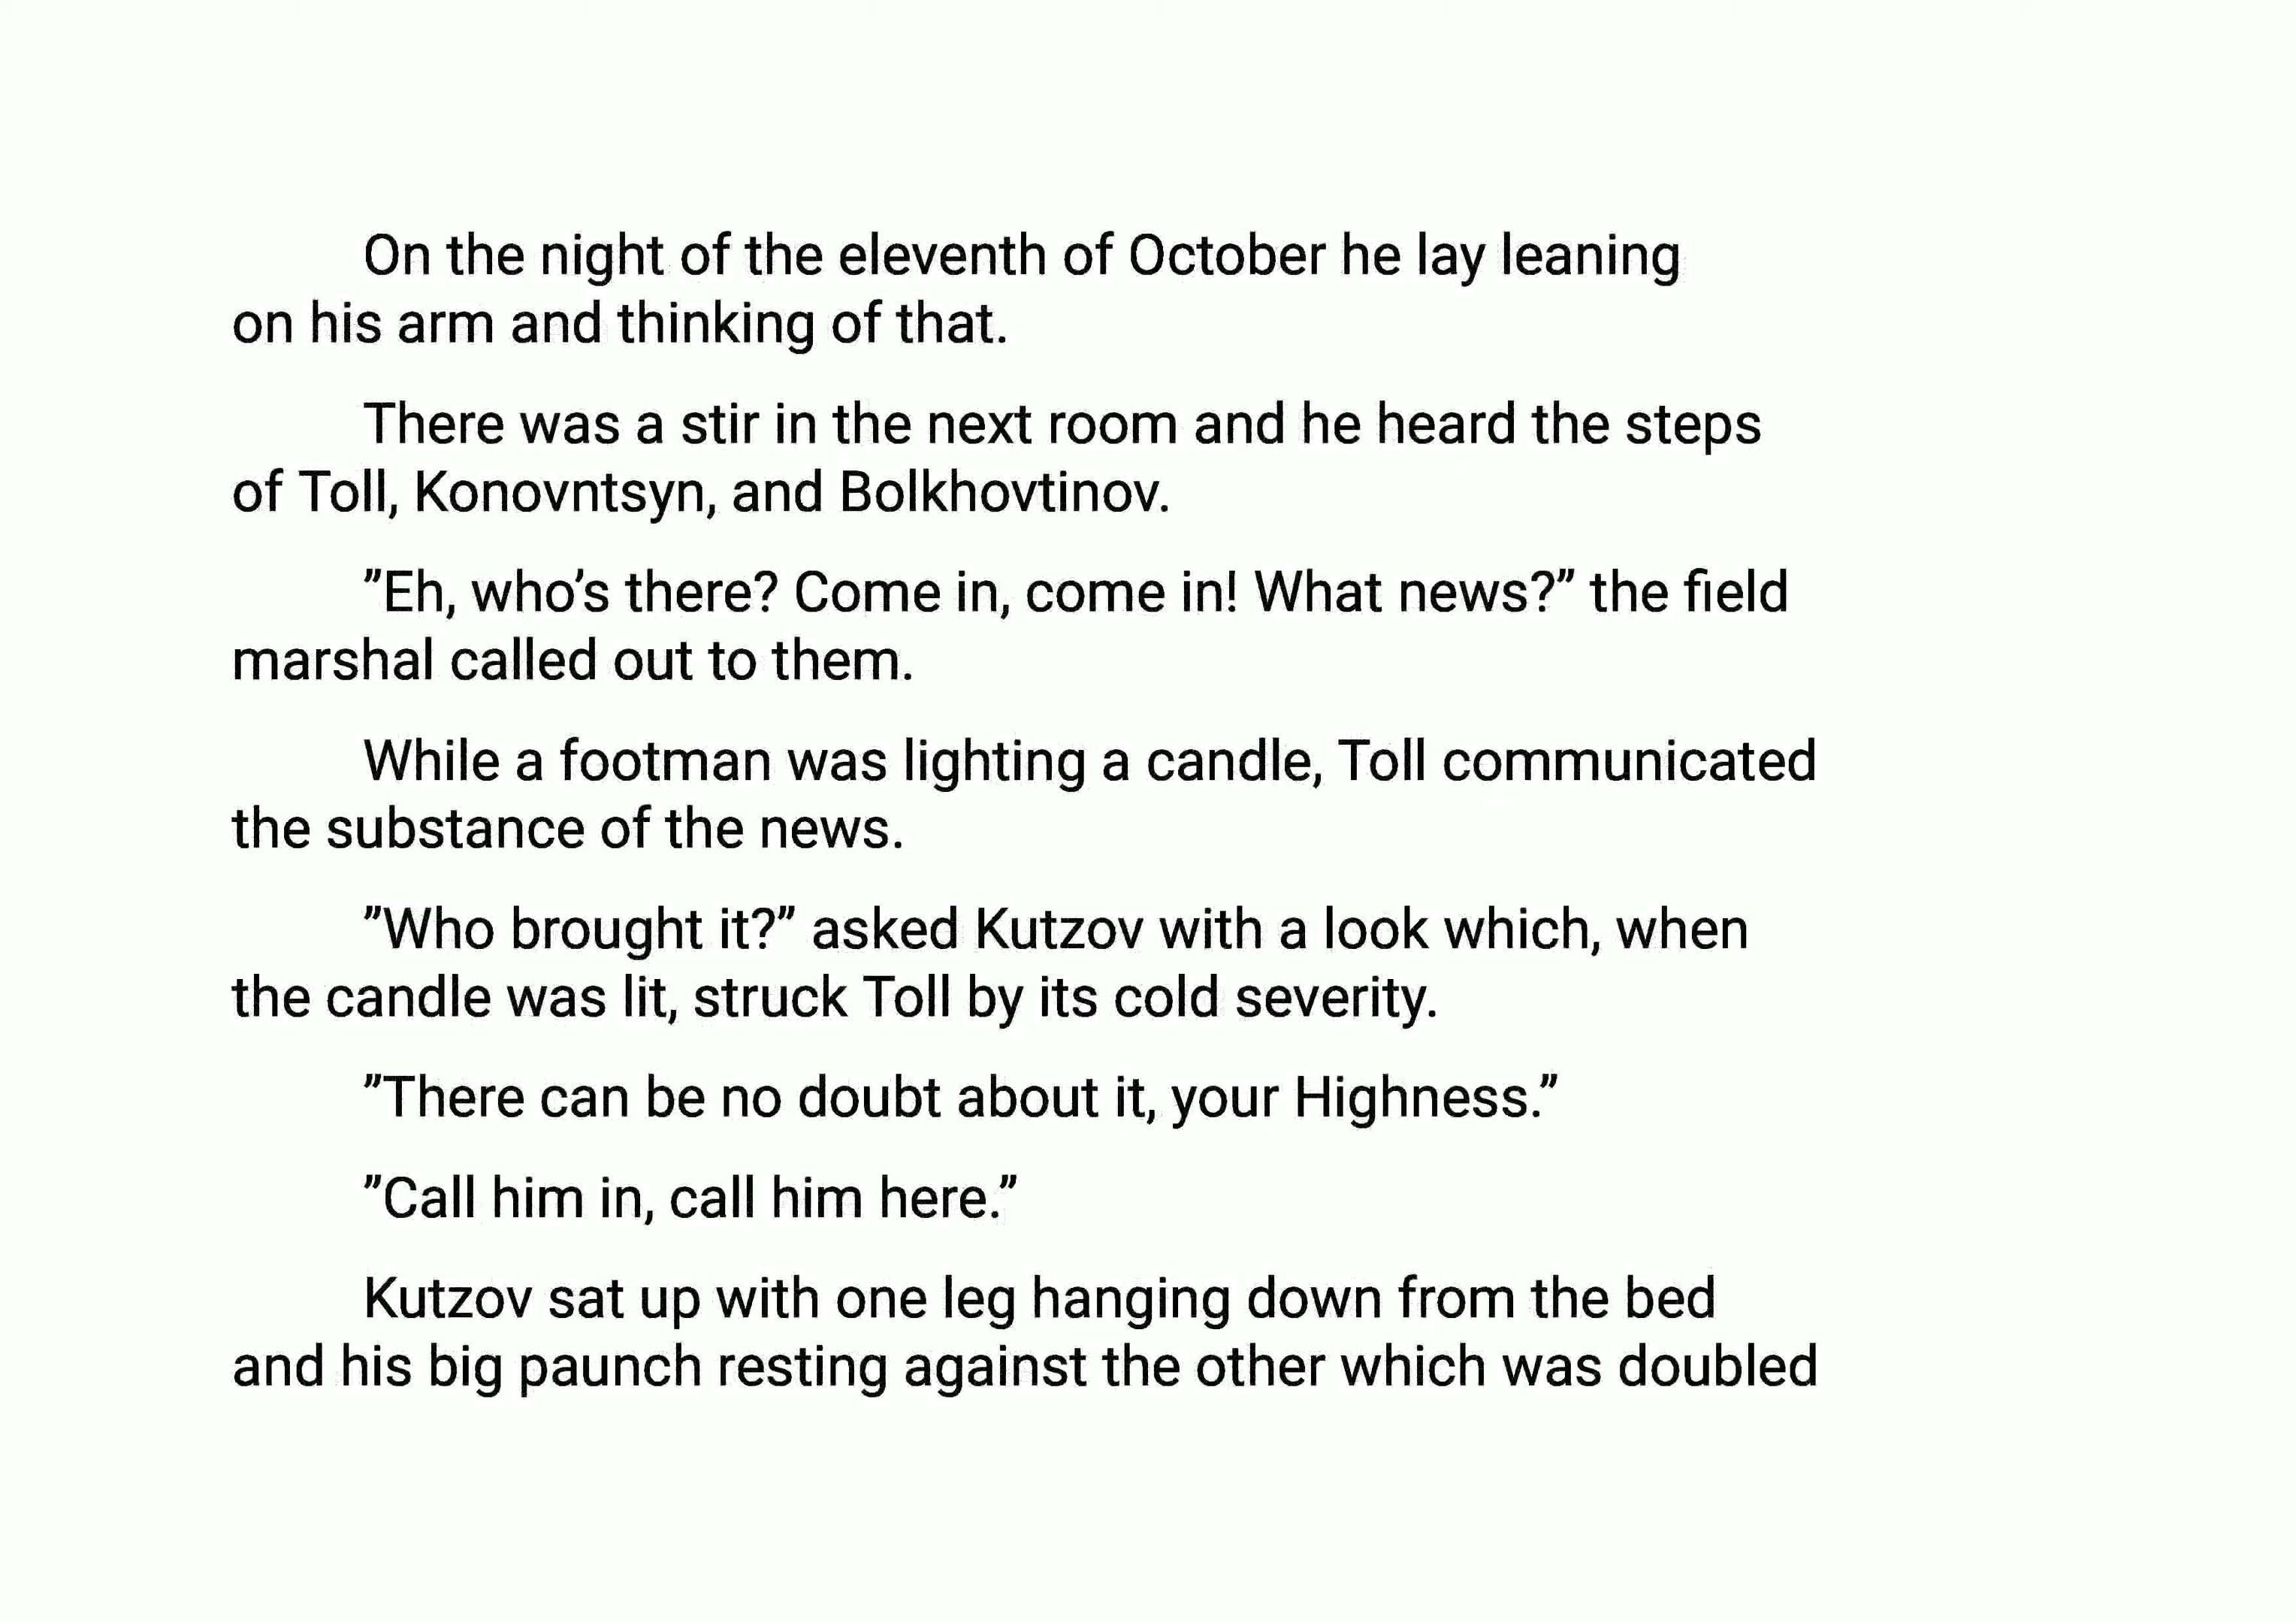 On the night of the eleventh of October he lay leaning
on his arm and thinking of that.
There was a stir in the next room and he heard the steps
of Toll, Konovntsyn, and Bolkhovtinov.
”Eh, who’s there? Come in, come in! What news?” the field
marshal called out to them.
While a footman was lighting a candle, Toll communicated
the substance of the news.
”Who brought it?” asked Kutzov with a look which, when
the candle was lit, struck Toll by its cold severity.
”There can be no doubt about it, your Highness.”
”Call him in, call him here.”
Kutzov sat up with one leg hanging down from the bed
and his big paunch resting against the other which was doubled